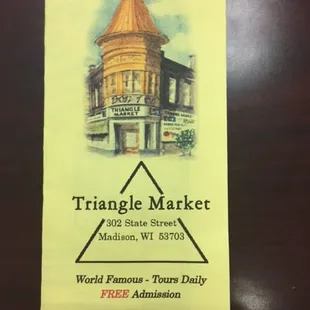 TRIANGLE
MARKET
Triangle Market
302 State Street
Madison, WI 53703
World Famous - Tours Daily
FREE Admission